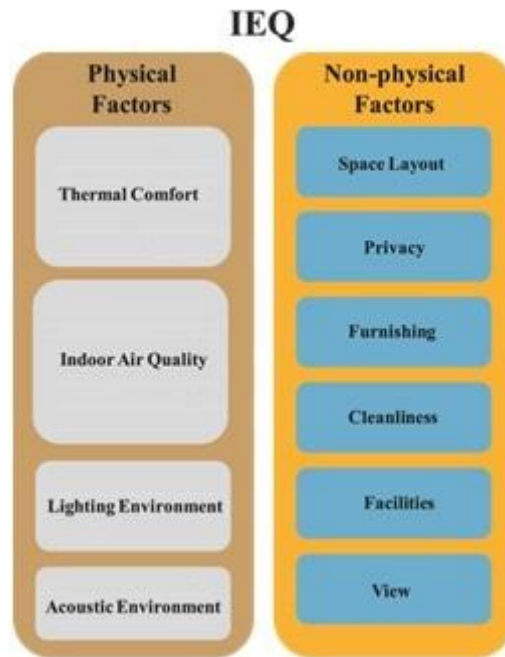 IEQ
Physical
Factors
Thermal Comfort
Indoor Air Quality
Lighting Environment
Acoustic Environment
Non-physical
Factors
Space Layout
Privacy
Furnishing
Cleanliness
Facilities
View